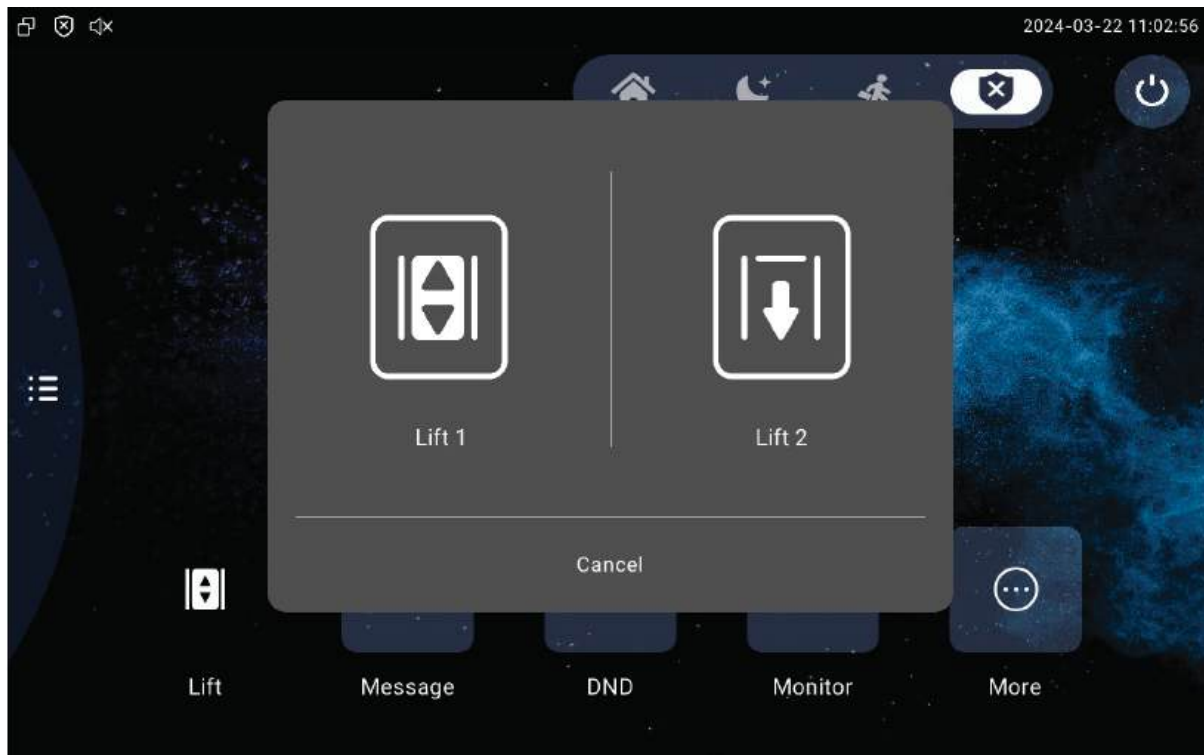 2024-03-22 11:02:56
Lift 1
Lift 2
Cancel
Lift
Message
DND
Monitor
More